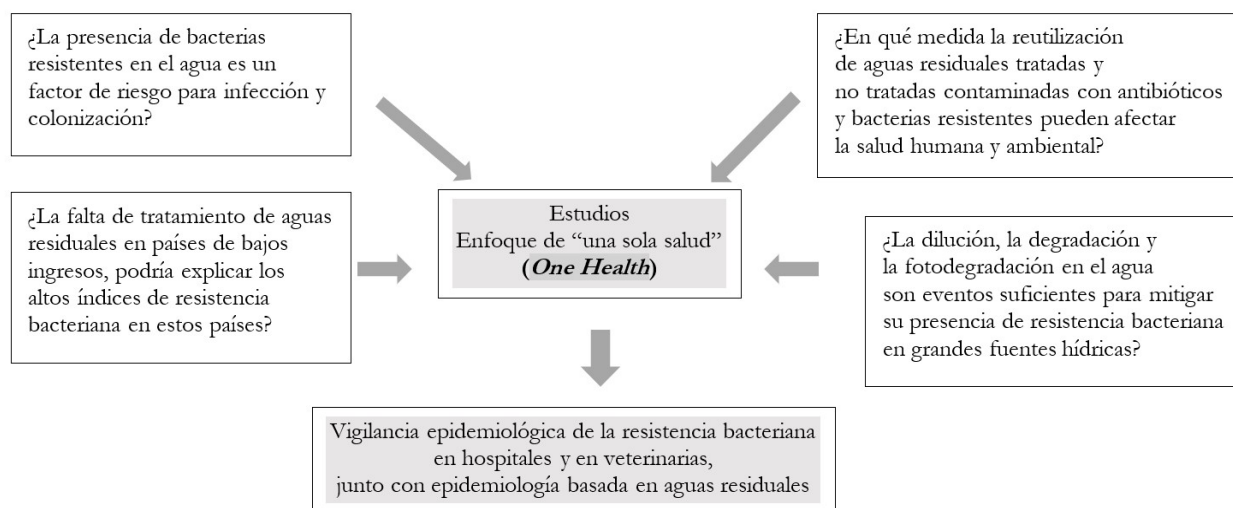 ¿La presencia de bacterias
resistentes en el agua es un
factor de riesgo para infección y
colonización?
¿En qué medida la reutilización
de aguas residuales tratadas y
no tratadas contaminadas con antibióticos
y bacterias resistentes pueden afectar
la salud humana y ambiental?
¿La falta de tratamiento de aguas
residuales en países de bajos
ingresos, podría explicar los
altos índices de resistencia
bacteriana en estos países?
Estudios
Enfoque de “una sola salud”
(One Health)
¿La dilución, la degradación y
la fotodegradación en el agua
son eventos suficientes para mitigar
su presencia de resistencia bacteriana
en grandes fuentes hídricas?
Vigilancia epidemiológica de la resistencia bacteriana
en hospitales y en veterinarias,
junto con epidemiología basada en aguas residuales